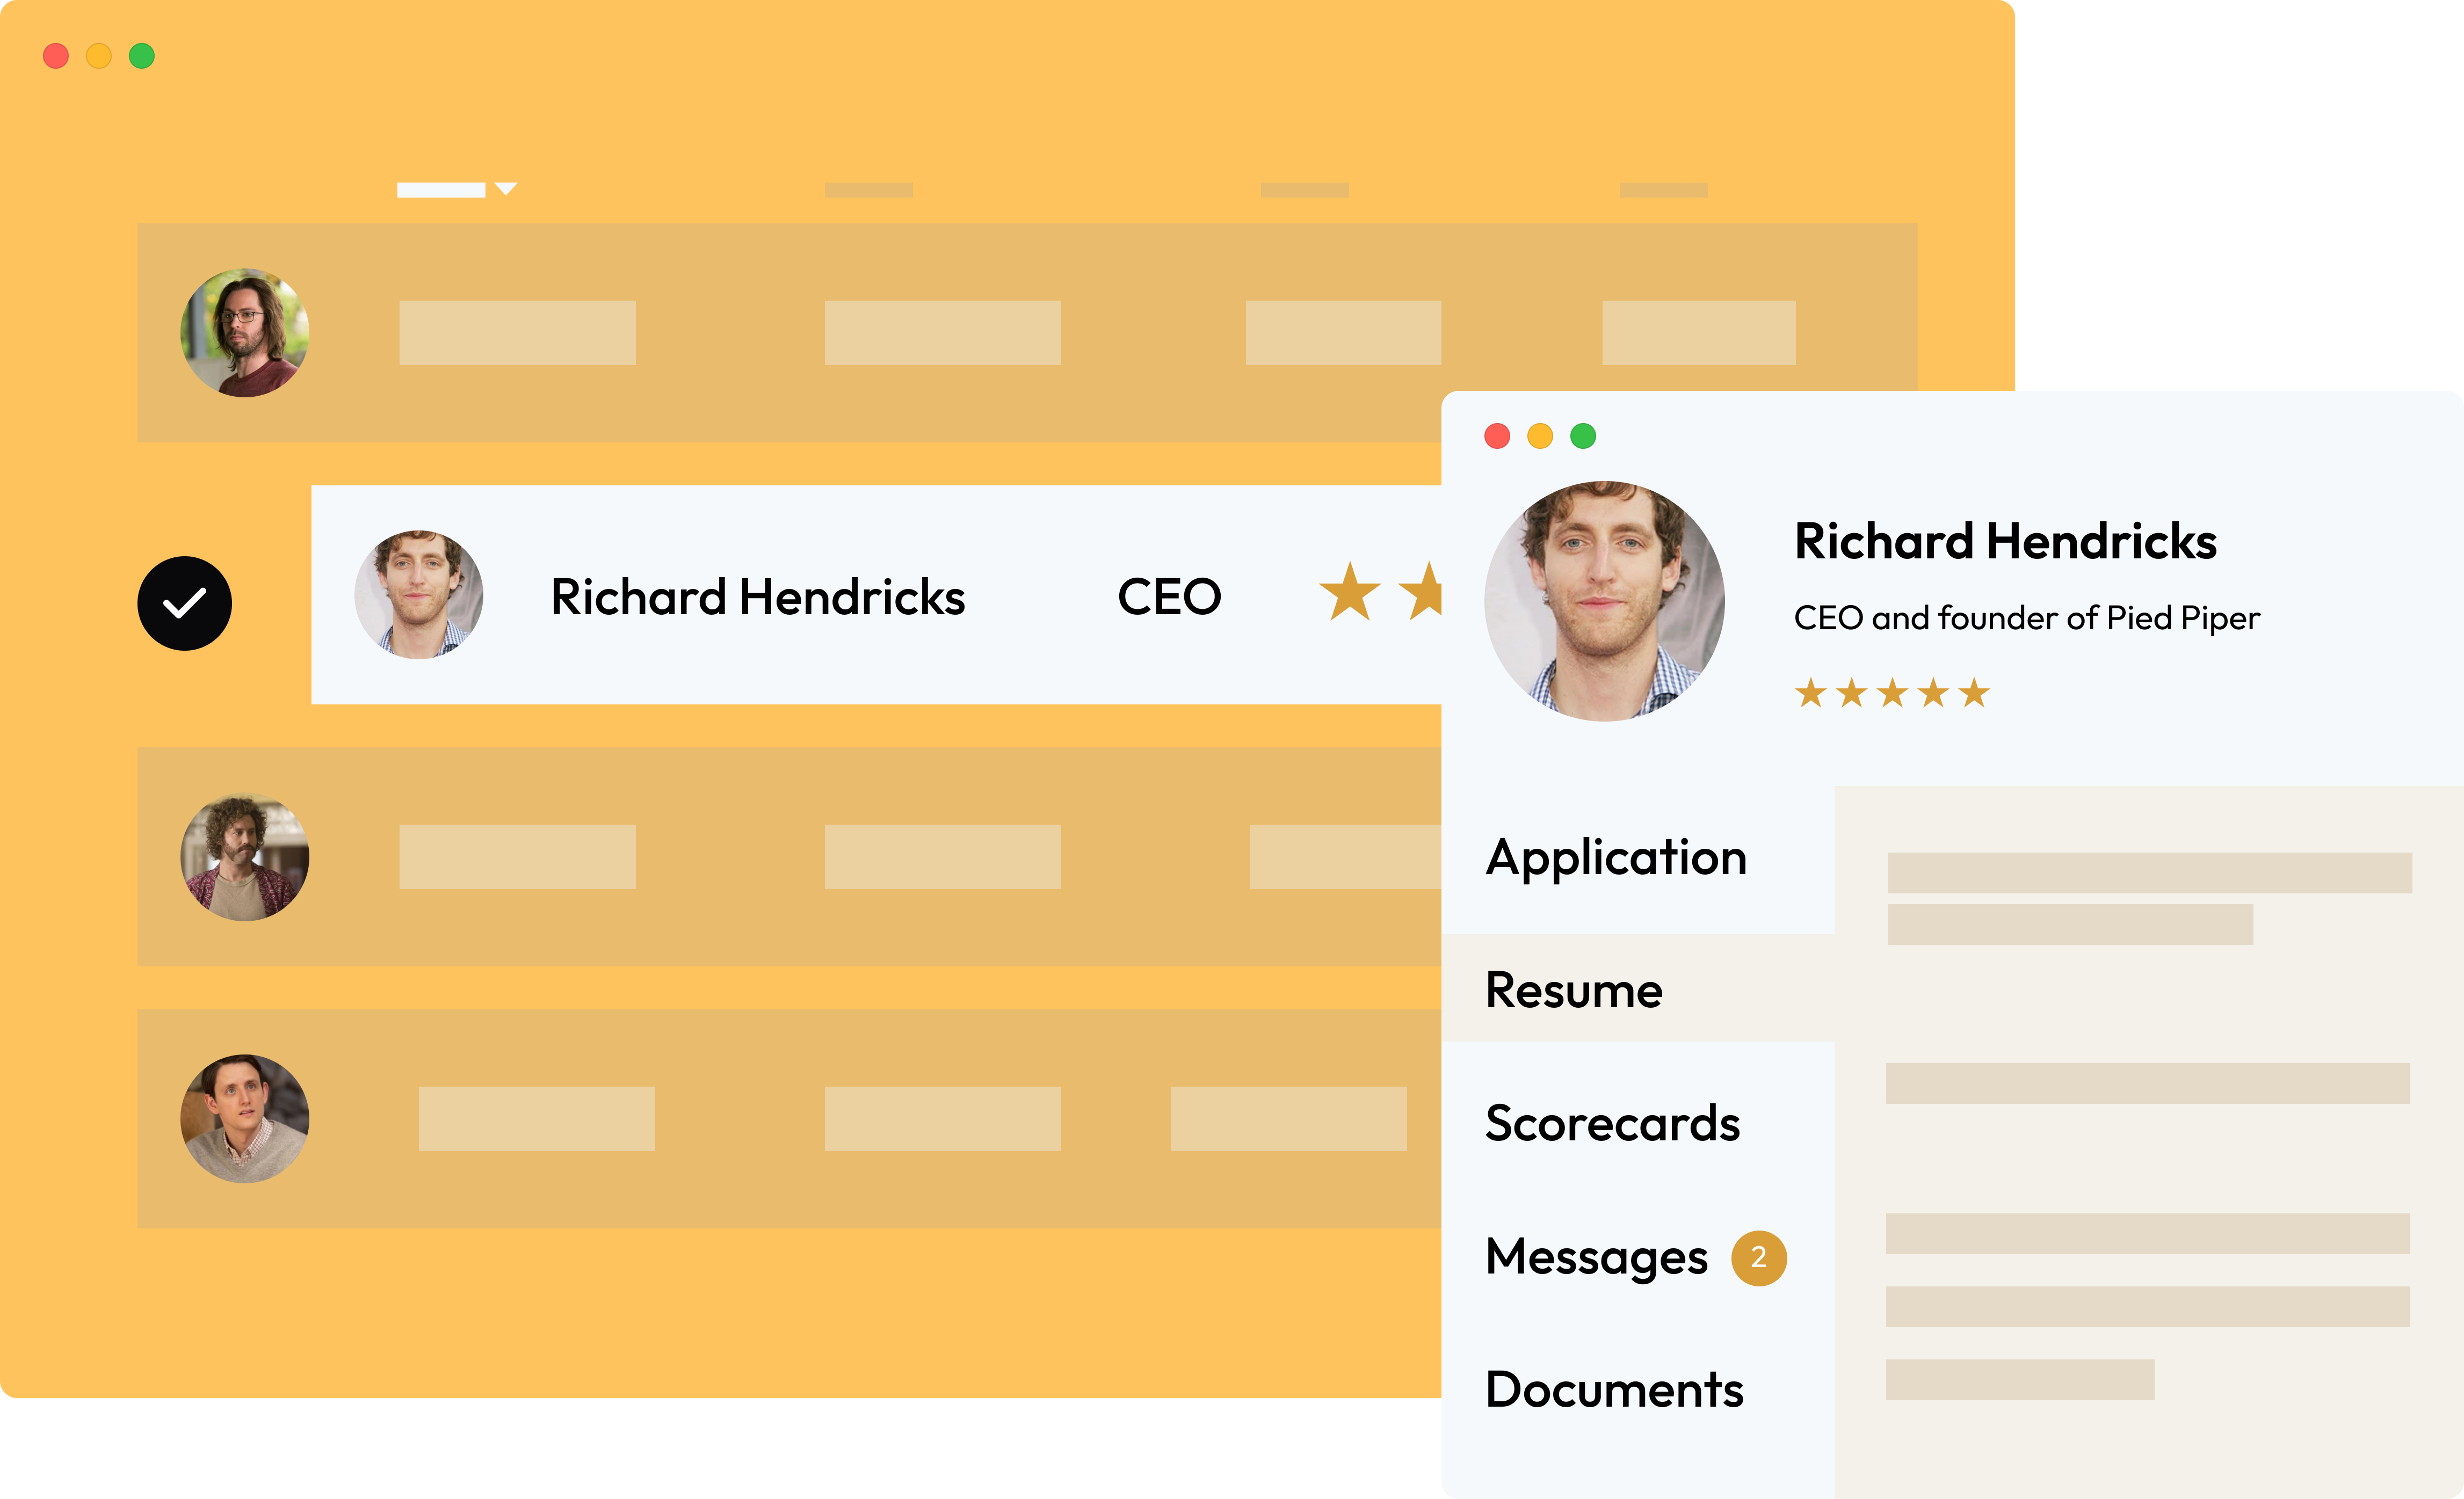 Richard Hendricks
CEO
Richard Hendricks
CEO and founder of Pied Piper
Application
Resume
Scorecards
Messages 2
Documents